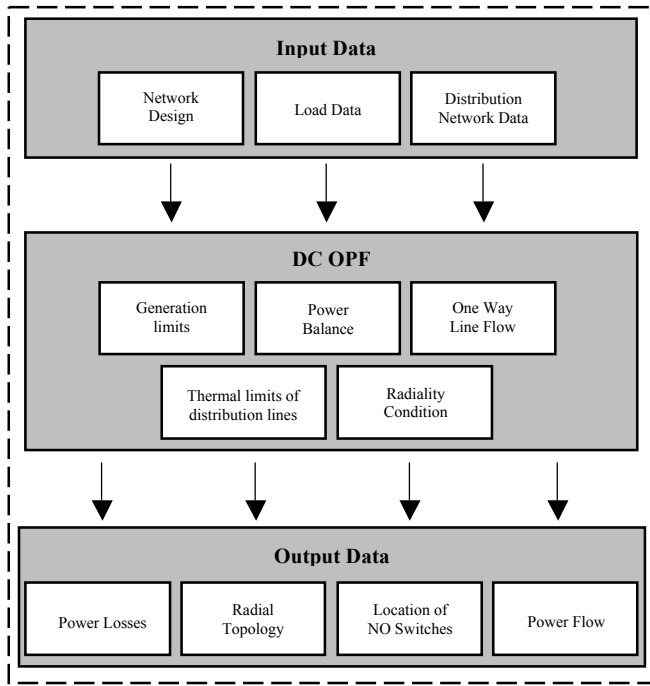 Input Data
Network
Design
Load Data
Distribution
Network Data
DC OPF
Generation
limits
Power
Balance
One Way
Line Flow
Thermal limits of
distribution lines
Radiality
Condition
Output Data
Power Losses
Radial
Topology
Location of
NO Switches
Power Flow